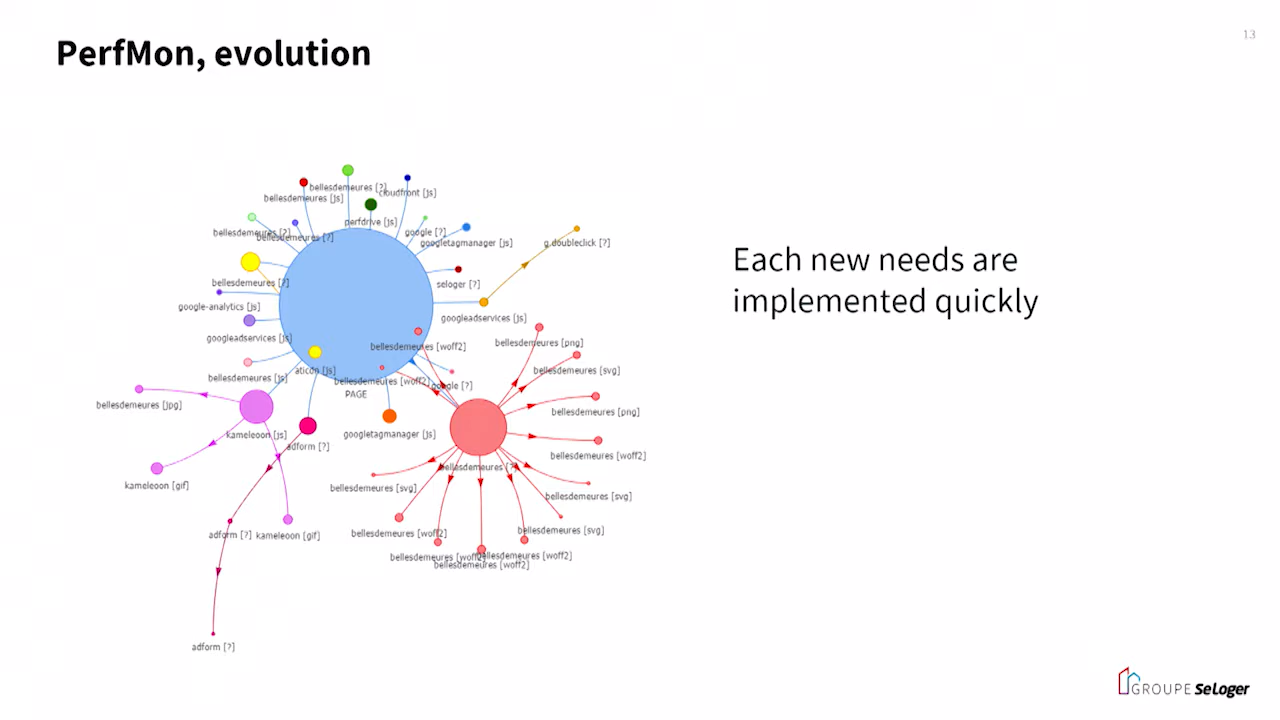 PerfMon, evolution
13
bellesdemeures [?]
bellesdemeures [js]
cloudfront [js]
perfdrive [js]
bellesdemeures [?]
bellesdemeures [?]
google [?]
googletagmanager [js]
g.doubleclick [?]
bellesdemeures [?]
seloger [?]
google-analytics [js]
googleadservices [js]
googleadservices [js]
bellesdemeures [woff2]
bellesdemeures [png]
bellesdemeures [js]
bellesdemeures [woff2]
google [?]
bellesdemeures [svg]
PAGE
bellesdemeures [jpg]
bellesdemeures [png]
kameleoon [js]
googletagmanager [js]
adform [?]
bellesdemeures [woff2]
bellesdemeures [?]
kameleoon [gif]
bellesdemeures [svg]
bellesdemeures [svg]
adform [?]
kameleoon [gif]
bellesdemeures [woff2]
bellesdemeures [svg]
bellesdemeures [woff2]
bellesdemeures [woff2]
bellesdemeures [woff2]
adform [?]
Each new needs are
implemented quickly
GROUPE SeLoger